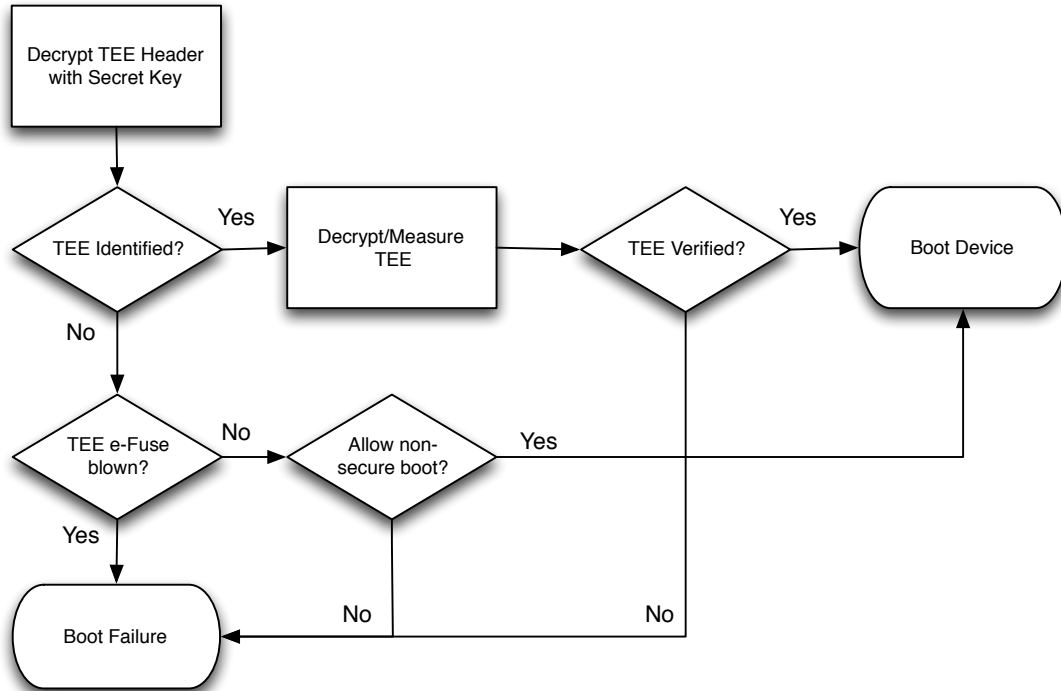 Decrypt TEE Header
with Secret Key
TEE Identified?
Yes
Decrypt/Measure
TEE
TEE Verified?
Yes
Boot Device
No
TEE e-Fuse
blown?
No
Allow non-
secure boot?
Yes
Yes
No
No
Boot Failure